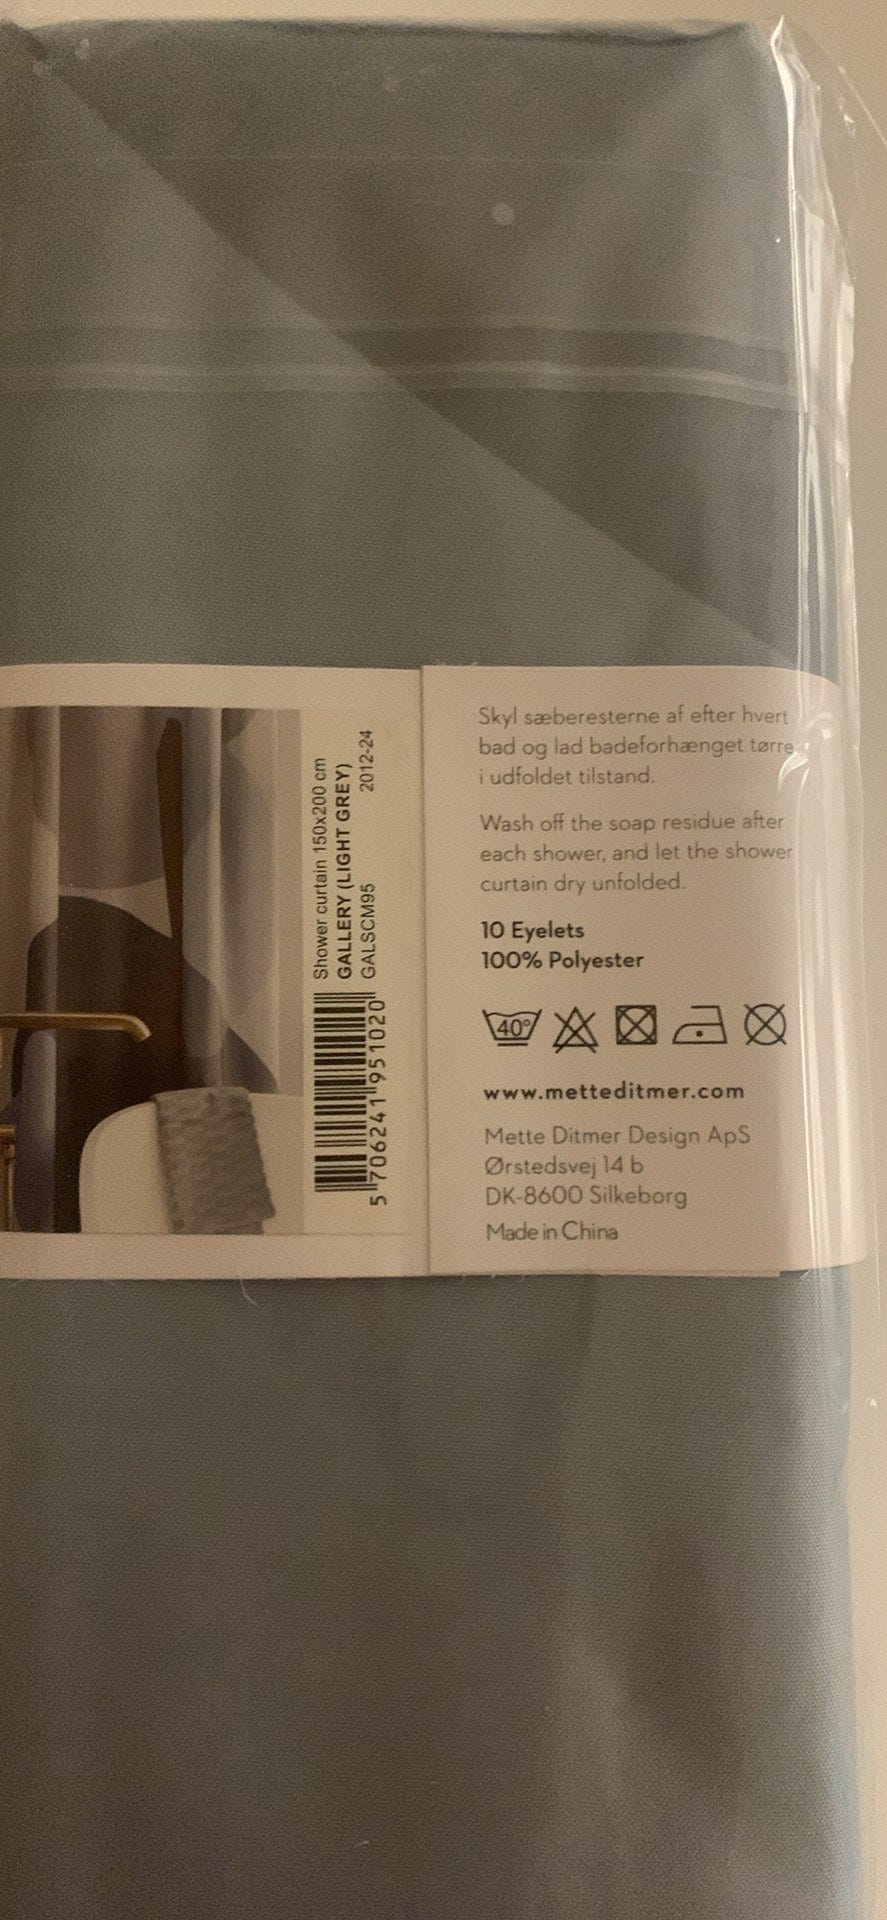 Shower curtain 150x200 cm
GALLERY (LIGHT GREY)
GALSCM95 2012-24
5 706241 951020
Skyl sæberesterne af efter hvert
bad og lad badeforhænget tørre
i udfoldet tilstand.
Wash off the soap residue after
each shower, and let the shower
curtain dry unfolded.
10 Eyelets
100% Polyester
40°
www.metteditmer.com
Mette Ditmer Design ApS
Ørstedsvej 14 b
DK-8600 Silkeborg
Made in China